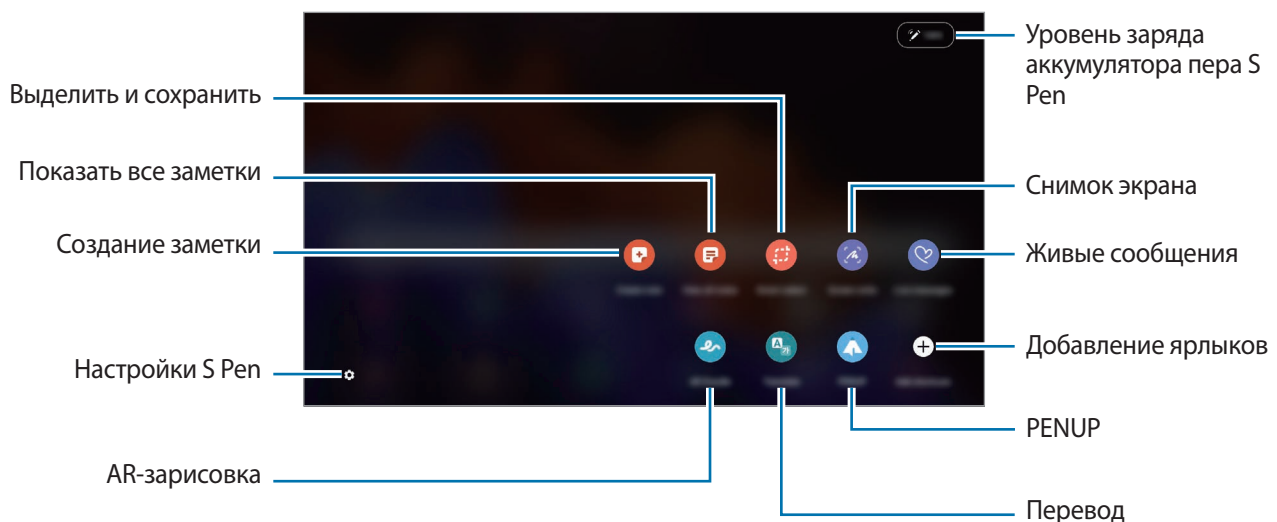 Уровень заряда
аккумулятора пера S
Pen
Выделить и сохранить
Показать все заметки
Снимок экрана
Создание заметки
Живые сообщения
Добавление ярлыков
Настройки S Pen
PENUP
AR-зарисовка
Перевод